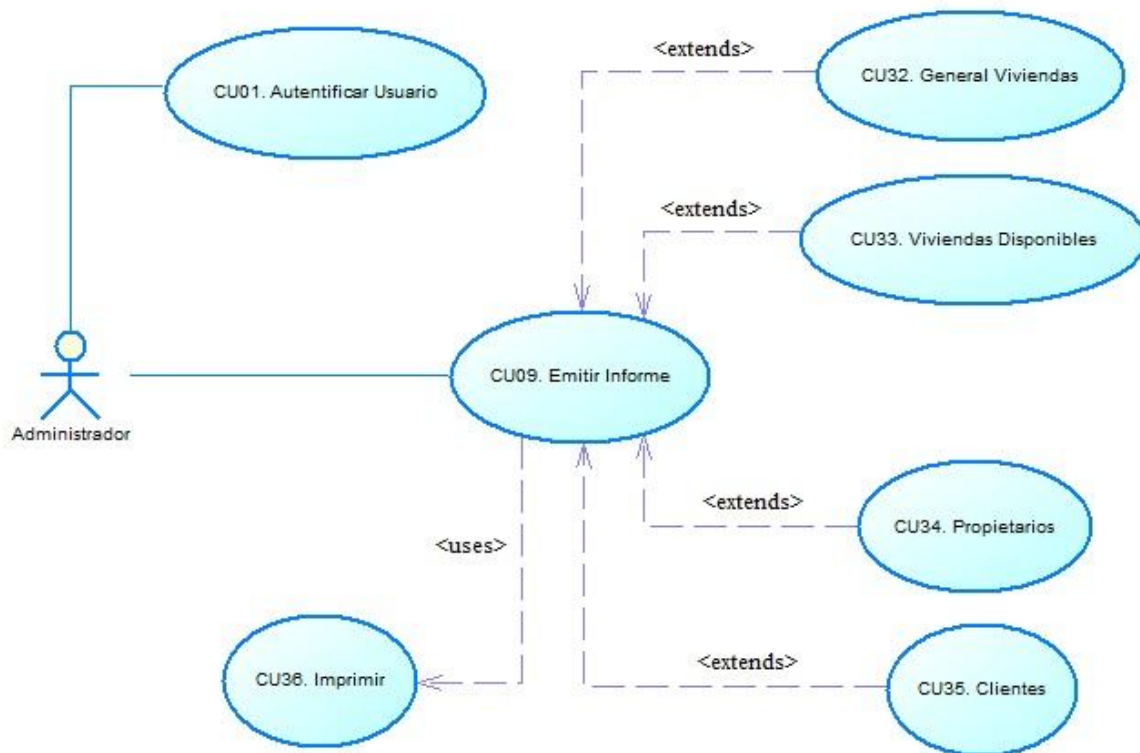 <extends>
CU32. General Viviendas
CU01. Autentificar Usuario
<extends>
CU33. Viviendas Disponibles
CU09. Emitir Informe
Administrador
<extends>
CU34. Propietarios
<uses>
<extends>
CU36. Imprimir
CU35. Clientes